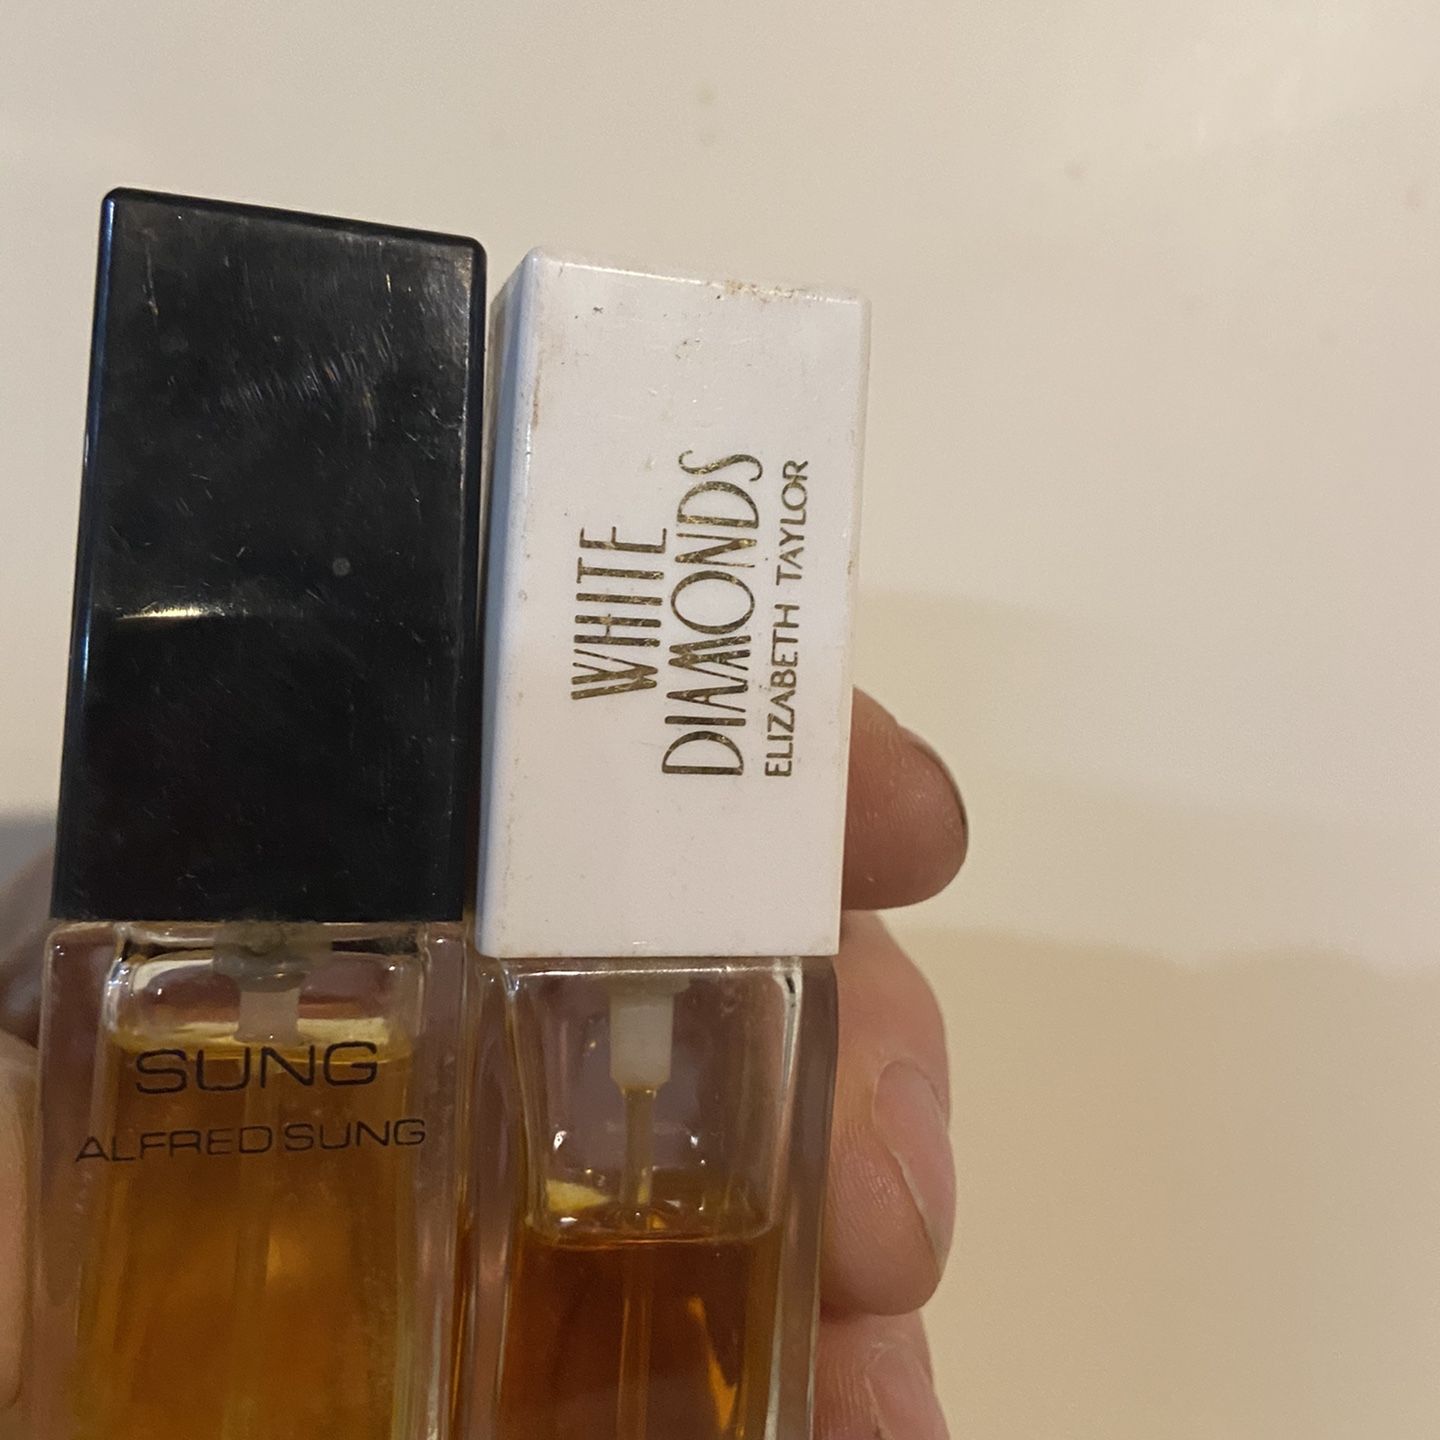 SUNG
ALFRED SUNG
WHITE
DIAMONDS
ELIZABETH TAYLOR